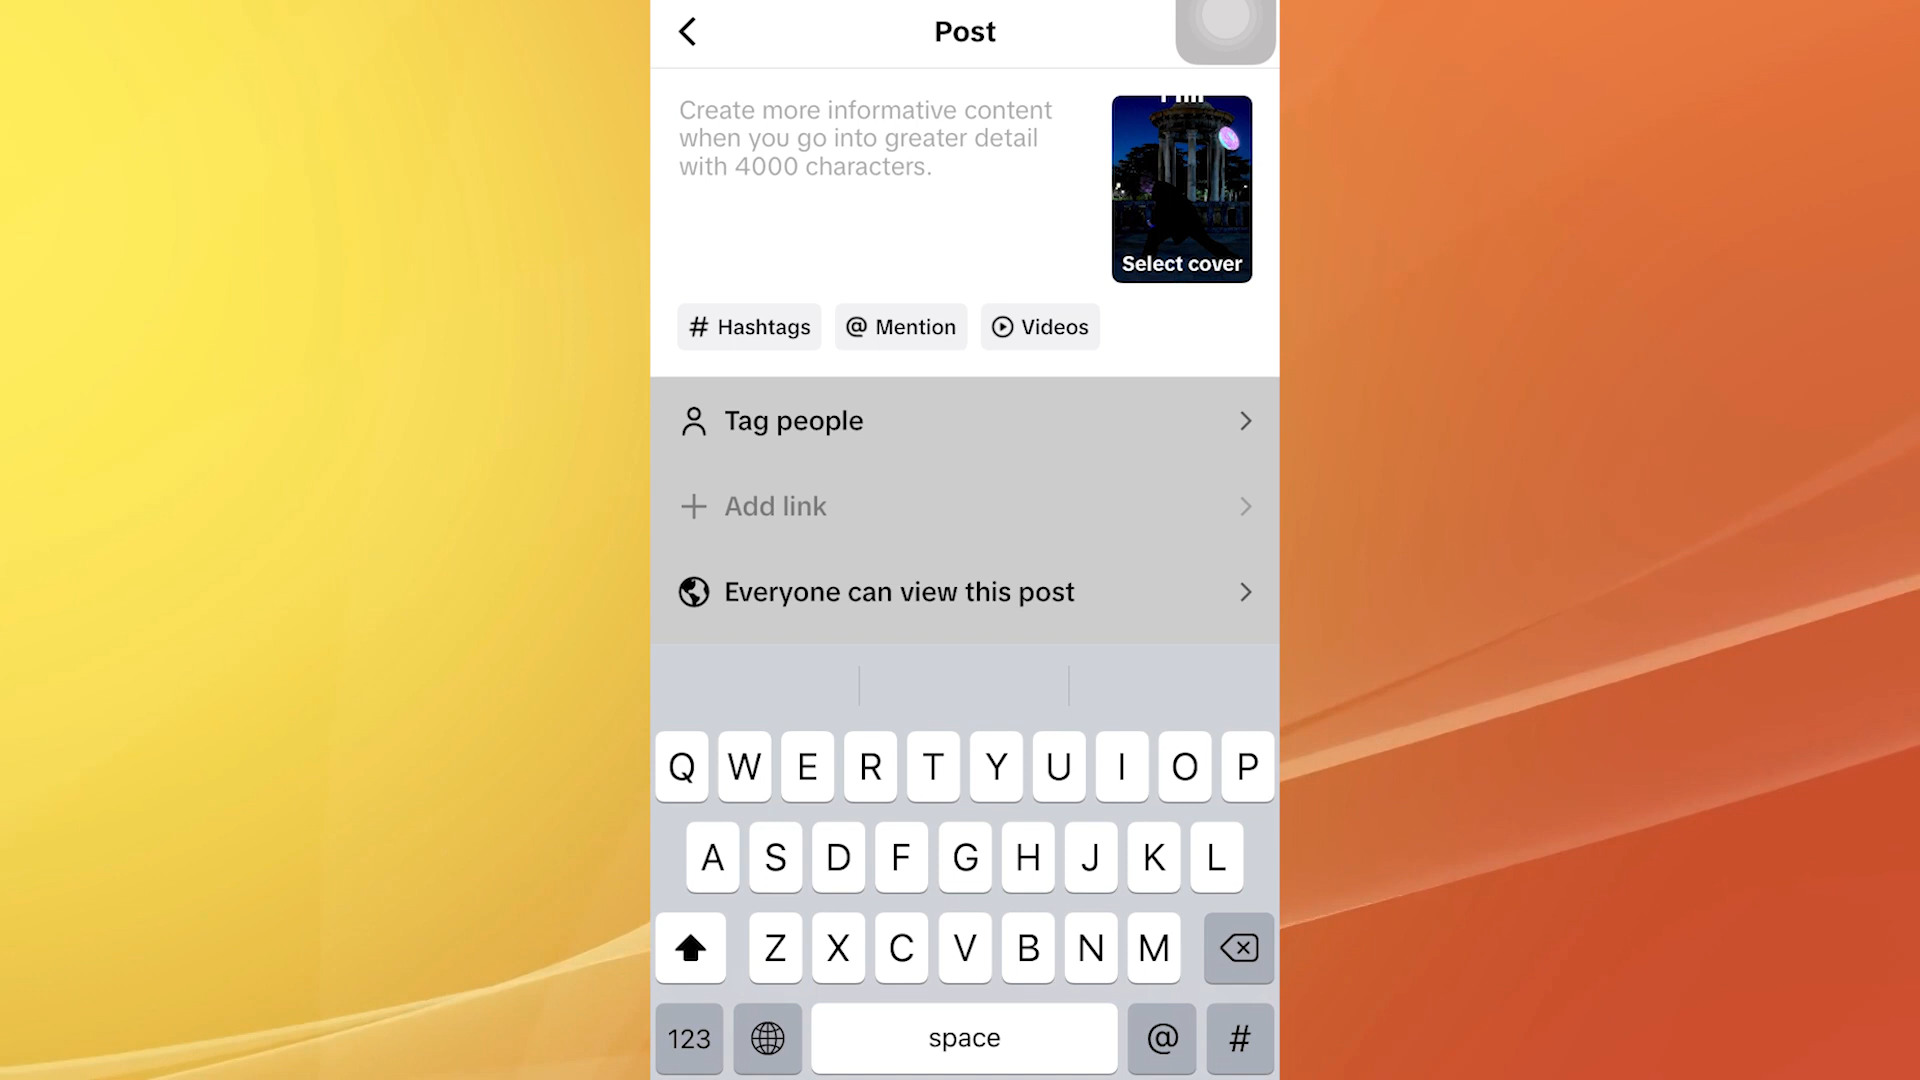 Post
Create more informative content
when you go into greater detail
with 4000 characters.
Select cover
# Hashtags
@ Mention
Videos
Tag people
Add link
Everyone can view this post
Q W E R T Y U I O P
A S D F G H J K L
Z X C V B N M
123
space
@
#